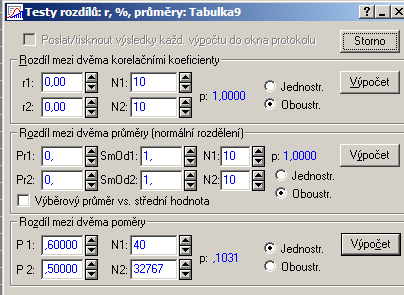 Testy rozdílů: r, %, průměry: Tabulka9
Poslat/tisknout výsledky každ. výpočtu do okna protokolu
Storno
Rozdíl mezi dvěma korelačními koeficienty
r1: 0,00 N1: 10 Jednostr. Výpočet
p: 1,0000
r2: 0,00 N2: 10 Oboustr.
Rozdíl mezi dvěma průměry (normální rozdělení)
Pr1: 0, SmOd1: 1, N1: 10 p: 1,0000 Výpočet
Jednostr.
Pr2: 0, SmOd2: 1, N2: 10 Oboustr.
Výběrový průměr vs. střední hodnota
Rozdíl mezi dvěma poměry
P 1: ,60000 N1: 40 Jednostr. Výpočet
p: ,1031
P 2: ,50000 N2: 32767 Oboustr.